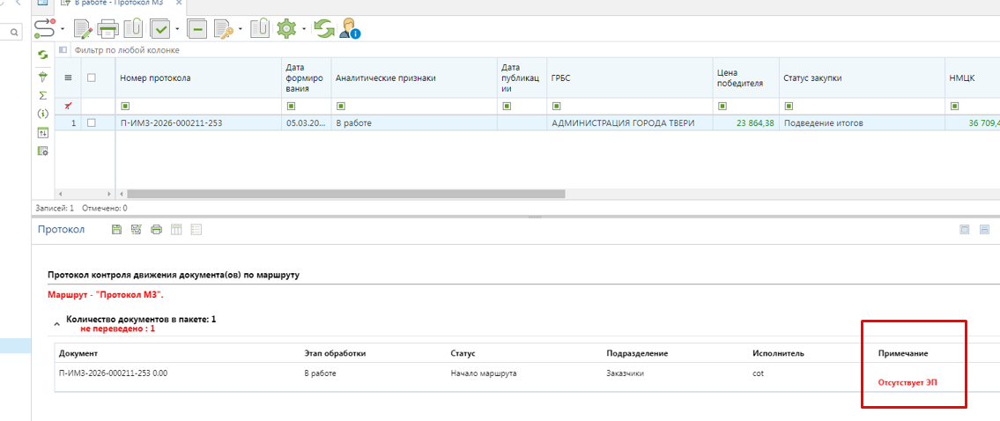 В работе - Протокол МЗ
Фильтр по любой колонке
Номер протокола
Дата формирования
Аналитические признаки
Дата публикации
ГРБС
Цена победителя
Статус закупки
НМЦК
1 П-ИМЗ-2026-000211-253 05.03.20... В работе АДМИНИСТРАЦИЯ ГОРОДА ТВЕРИ 23 864,38 Подведение итогов 36 709,4
Записей: 1 Отмечено: 0
Протокол
Протокол контроля движения документа(ов) по маршруту
Маршрут - "Протокол МЗ".
Количество документов в пакете: 1
не переведено : 1
Документ Этап обработки Статус Подразделение Исполнитель Примечание
П-ИМЗ-2026-000211-253 0.00 В работе Начало маршрута Заказчики cot
Отсутствует ЭП